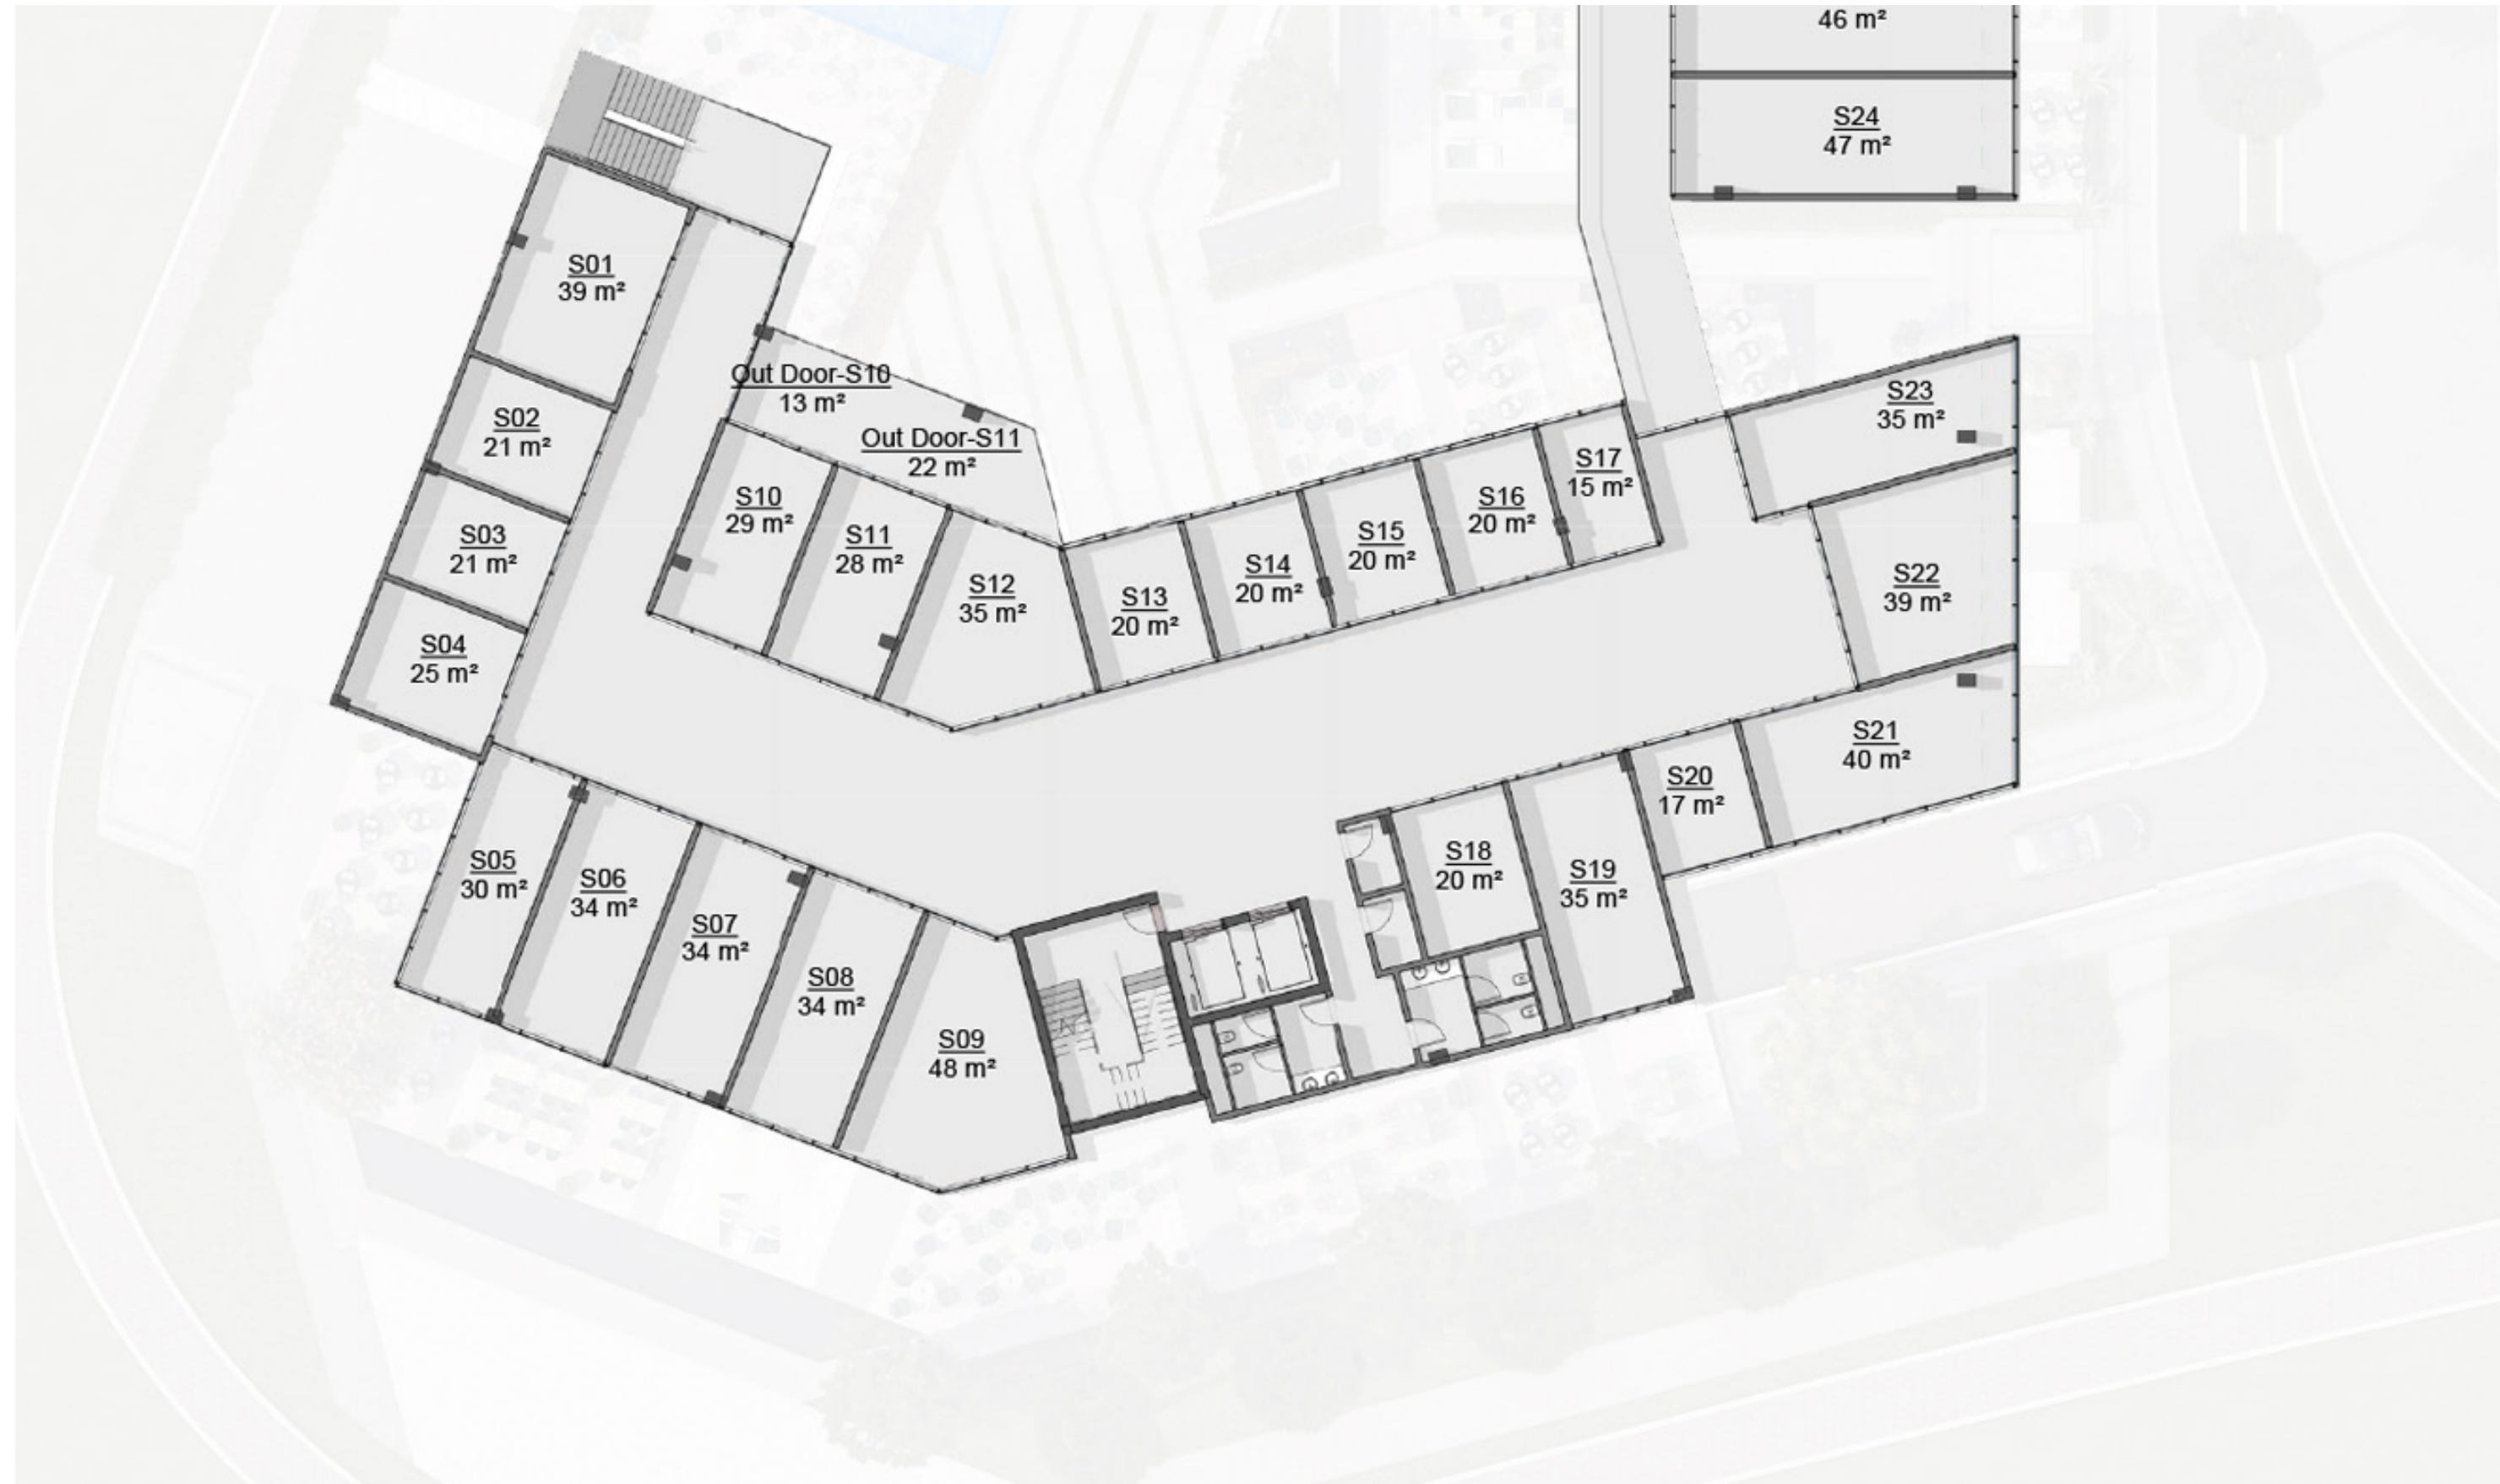 46 m²
S24
47 m²
S01
39 m²
Out Door-S10
13 m²
S02
21 m²
Out Door-S11
22 m²
S23
35 m²
S17
15 m²
S10
29 m²
S16
20 m²
S03
21 m²
S11
28 m²
S15
20 m²
S14
20 m²
S12
35 m²
S13
20 m²
S22
39 m²
S04
25 m²
S21
40 m²
S20
17 m²
S05
30 m²
S06
34 m²
S18
20 m²
S19
35 m²
S07
34 m²
S08
34 m²
S09
48 m²